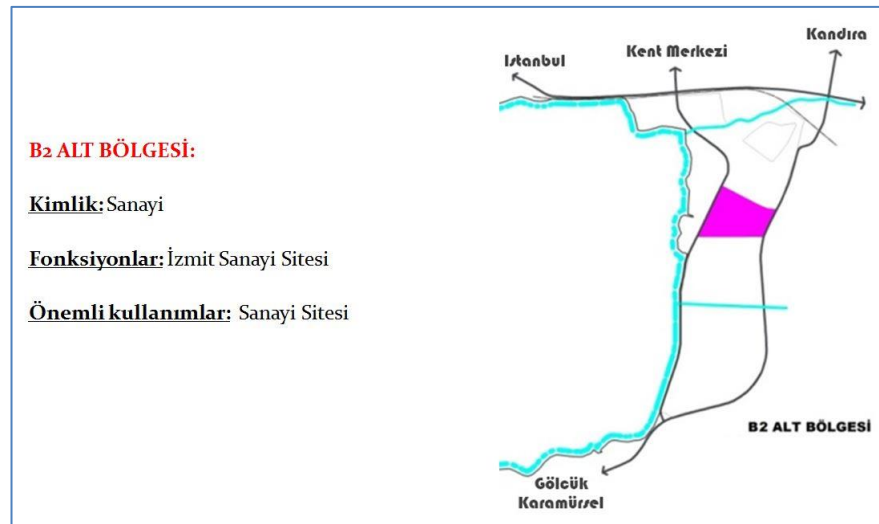 B2 ALT BÖLGESİ:
Kimlik: Sanayi
Fonksiyonlar: İzmit Sanayi Sitesi
Önemli kullanımlar: Sanayi Sitesi
Kandıra
Kent Merkezi
Istanbul
B2 ALT BÖLGESİ
Gölcük
Karamürsel